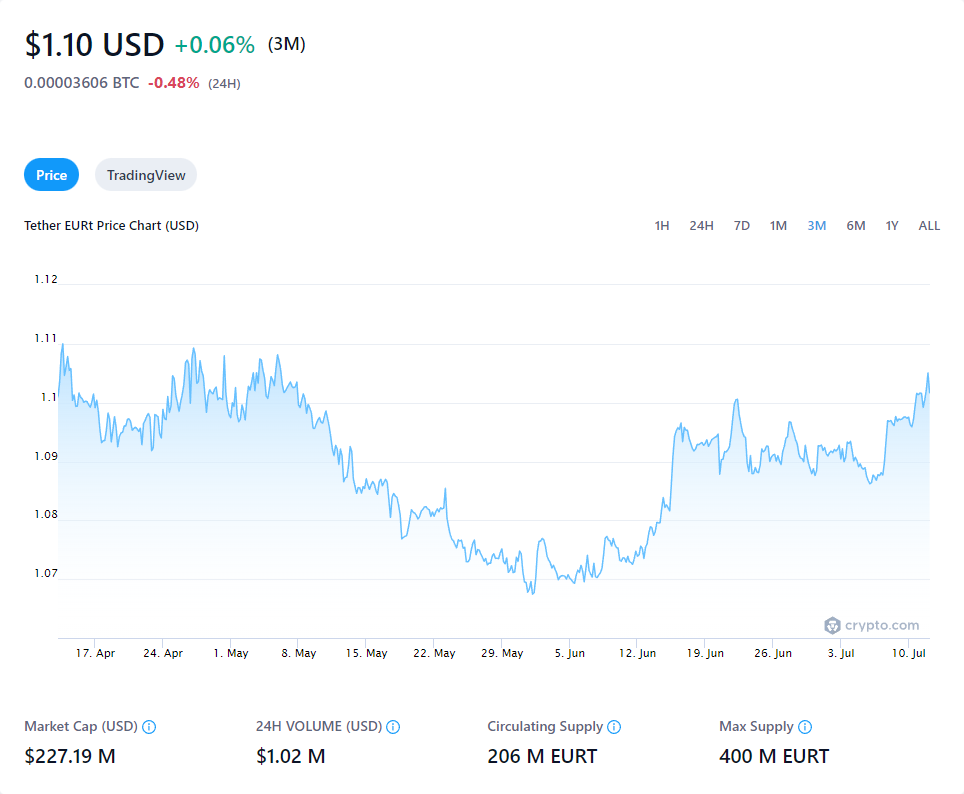 $1.10 USD +0.06% (3M)
0.00003606 BTC -0.48% (24H)
Price TradingView
Tether EURt Price Chart (USD) 1H 24H 7D 1M 3M 6M 1Y ALL
1.12
1.11
1.1
1.09
1.08
1.07
crypto.com
17. Apr 24. Apr 1. May 8. May 15. May 22. May 29. May 5. Jun 12. Jun 19. Jun 26. Jun 3. Jul 10. Jul
Market Cap (USD) 24H VOLUME (USD) Circulating Supply Max Supply
$227.19 M $1.02 M 206 M EURT 400 M EURT